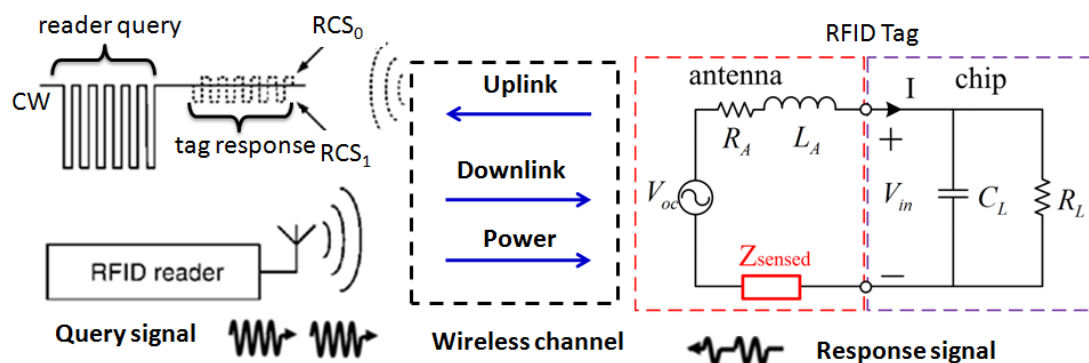 reader query
RCS0
CW
tag response
RCS1
RFID reader
Query signal
Uplink
Downlink
Power
Wireless channel
RFID Tag
antenna
chip
I
RA
LA
+
Voc
Vin
CL
RL
−
Zsensed
Response signal